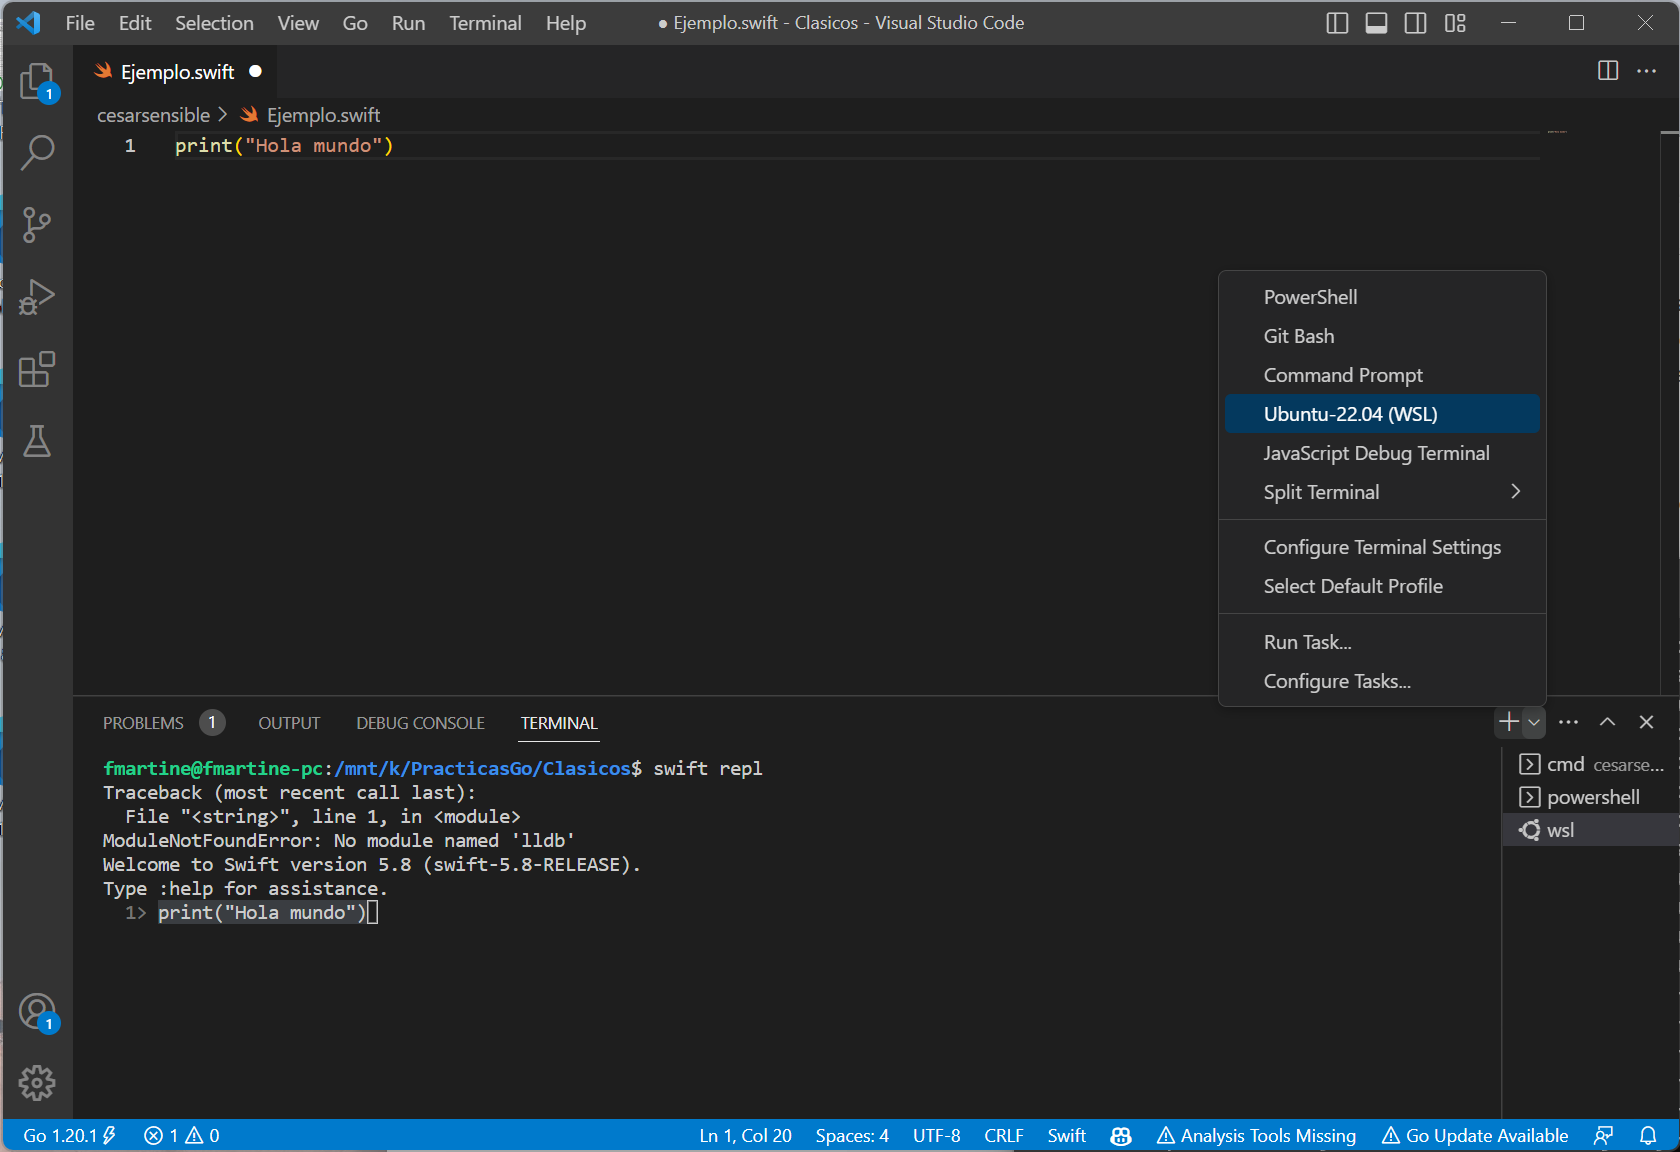 File Edit Selection View Go Run Terminal Help ● Ejemplo.swift - Clasicos - Visual Studio Code
Ejemplo.swift ●
cesarsensible > Ejemplo.swift
1 print("Hola mundo")
1
PowerShell
Git Bash
Command Prompt
Ubuntu-22.04 (WSL)
JavaScript Debug Terminal
Split Terminal
Configure Terminal Settings
Select Default Profile
Run Task...
Configure Tasks...
PROBLEMS 1 OUTPUT DEBUG CONSOLE TERMINAL
fmartine@fmartine-pc:/mnt/k/PracticasGo/Clasicos$ swift repl
Traceback (most recent call last):
File "<string>", line 1, in <module>
ModuleNotFoundError: No module named 'lldb'
Welcome to Swift version 5.8 (swift-5.8-RELEASE).
Type :help for assistance.
1> print("Hola mundo")
cmd cesarse...
powershell
wsl
1
Go 1.20.1 1 0 Ln 1, Col 20 Spaces: 4 UTF-8 CRLF Swift Analysis Tools Missing Go Update Available